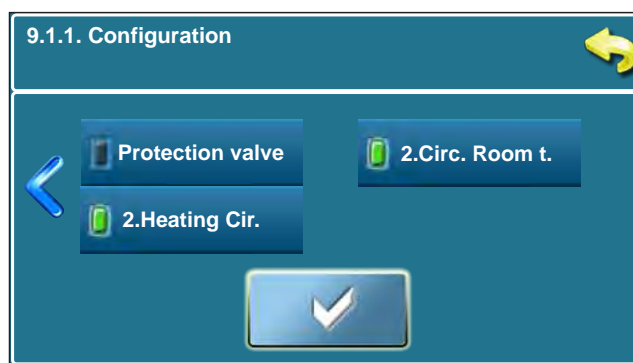 9.1.1. Configuration
Protection valve
2.Circ. Room t.
2.Heating Cir.